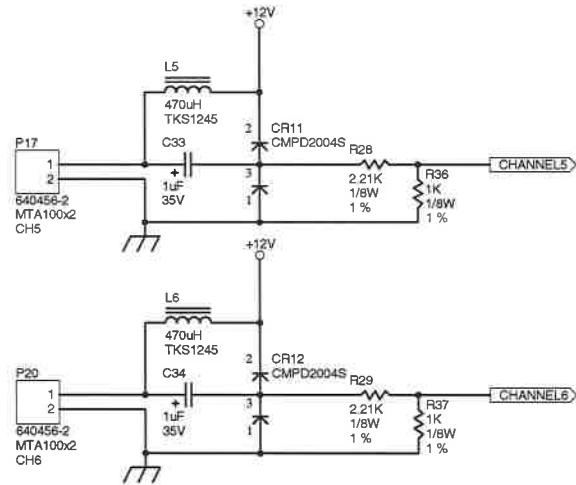 +12V
L5
470uH
TKS1245
2
CR11
CMPD2004S
P17
1
2
C33
+
1uF
35V
3
1
R28
2.21K
1/8W
1 %
R36
1K
1/8W
1 %
CHANNEL5
640456-2
MTA100x2
CH5
+12V
L6
470uH
TKS1245
2
CR12
CMPD2004S
P20
1
2
C34
+
1uF
35V
3
1
R29
2.21K
1/8W
1 %
R37
1K
1/8W
1 %
CHANNEL6
640456-2
MTA100x2
CH6